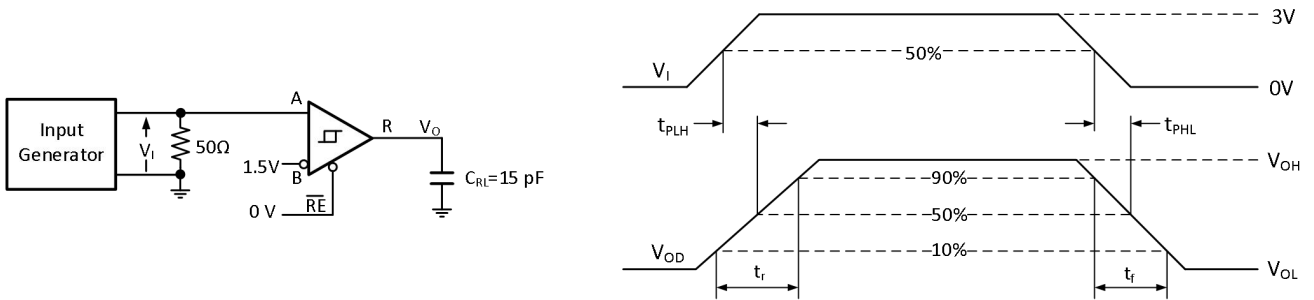 Input
Generator
V_I
50Ω
A
1.5V
B
0 V
RE
R
V_O
C_RL=15 pF
V_I
50%
3V
0V
t_PLH
t_PHL
V_OD
90%
50%
10%
V_OH
V_OL
t_r
t_f